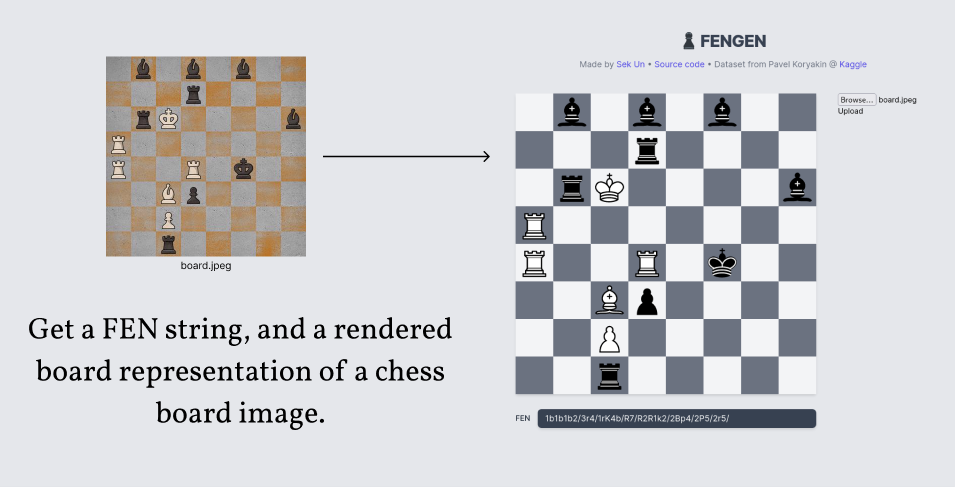 FENGEN
Made by Sek Un • Source code • Dataset from Pavel Koryakin @ Kaggle
Browse... board.jpeg
Upload
board.jpeg
Get a FEN string, and a rendered
board representation of a chess
board image.
FEN 1b1b1b2/3r4/1rK4b/R7/R2R1k2/2Bp4/2P5/2r5/